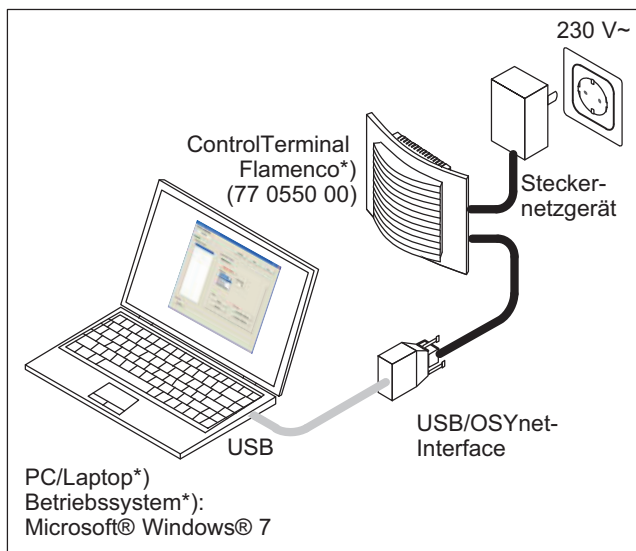 230 V~
ControlTerminal
Flamenco*)
(77 0550 00)
Stecker-
netzgerät
USB
USB/OSYnet-
Interface
PC/Laptop*)
Betriebssystem*):
Microsoft® Windows® 7